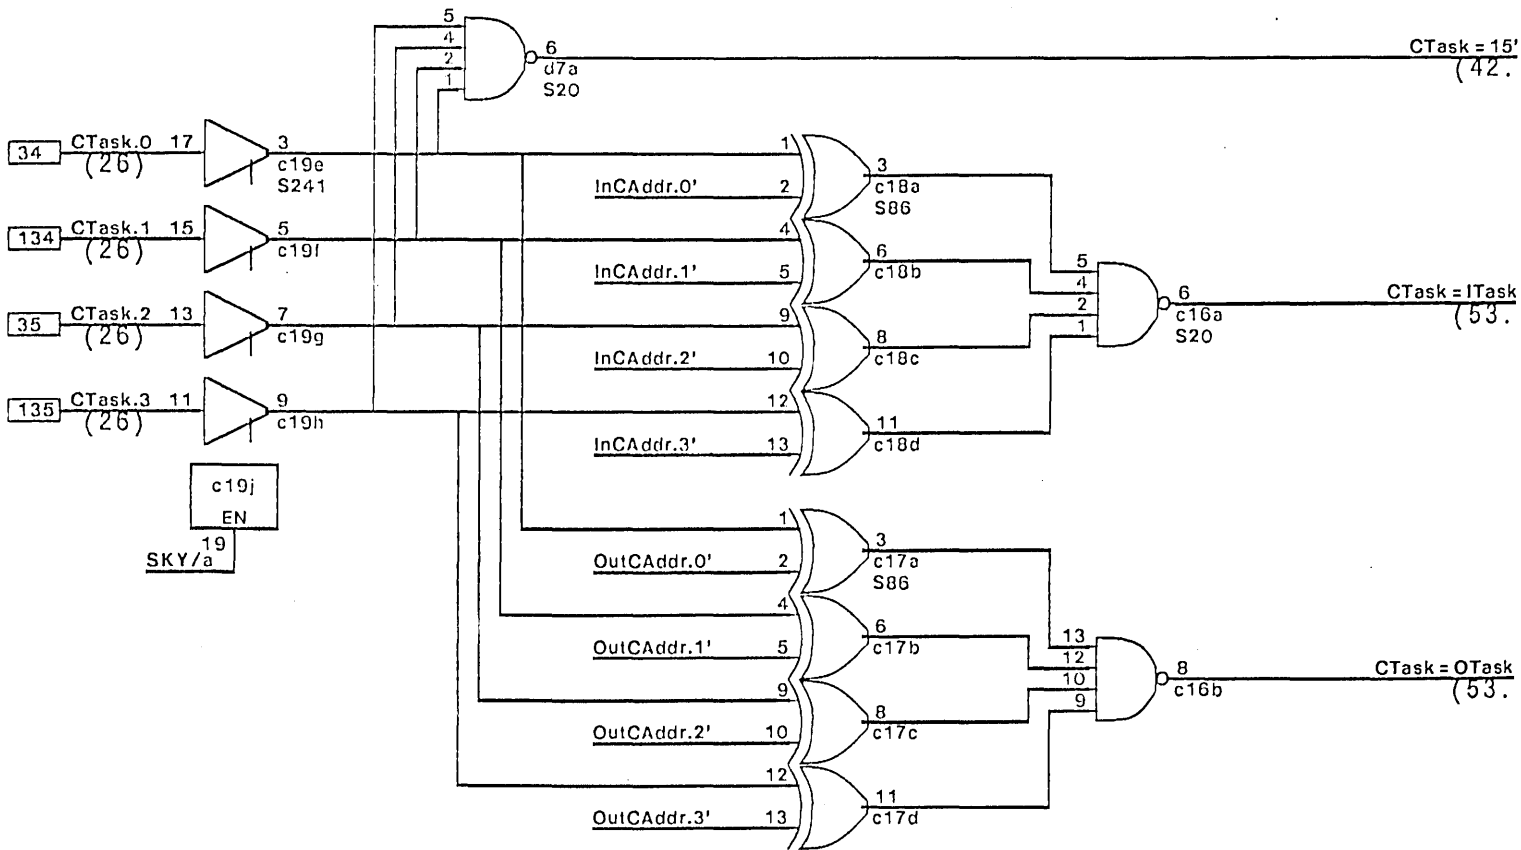 5
4
2
1
6
d7a
S20
CTask = 15'
(42.
34
CTask.0 17
(26)
3
c19e
S241
134
CTask.1 15
(26)
5
c19f
35
CTask.2 13
(26)
7
c19g
135
CTask.3 11
(26)
9
c19h
c19j
EN
19
SKY/a
1
InCAddr.0' 2
3
c18a
S86
4
InCAddr.1' 5
6
c18b
9
InCAddr.2' 10
8
c18c
12
InCAddr.3' 13
11
c18d
5
4
2
1
6
c16a
S20
CTask = ITask
(53.
1
OutCAddr.0' 2
3
c17a
S86
4
OutCAddr.1' 5
6
c17b
9
OutCAddr.2' 10
8
c17c
12
OutCAddr.3' 13
11
c17d
13
12
10
9
8
c16b
CTask = OTask
(53.